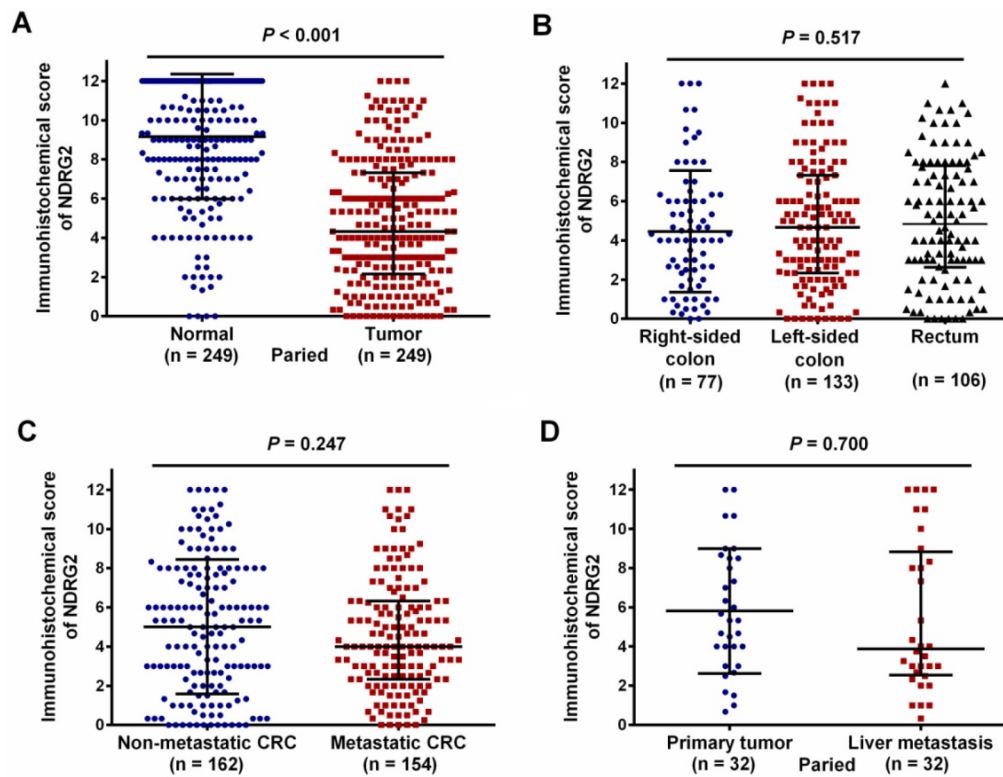 A
P < 0.001
Immunohistochemical score
of NDRG2
12
10
8
6
4
2
0
Normal
(n = 249)
Paried
Tumor
(n = 249)
B
P = 0.517
Immunohistochemical score
of NDRG2
12
10
8
6
4
2
0
Right-sided
colon
(n = 77)
Left-sided
colon
(n = 133)
Rectum
(n = 106)
C
P = 0.247
Immunohistochemical score
of NDRG2
12
10
8
6
4
2
0
Non-metastatic CRC
(n = 162)
Metastatic CRC
(n = 154)
D
P = 0.700
Immunohistochemical score
of NDRG2
12
10
8
6
4
2
0
Primary tumor
(n = 32)
Paried
Liver metastasis
(n = 32)